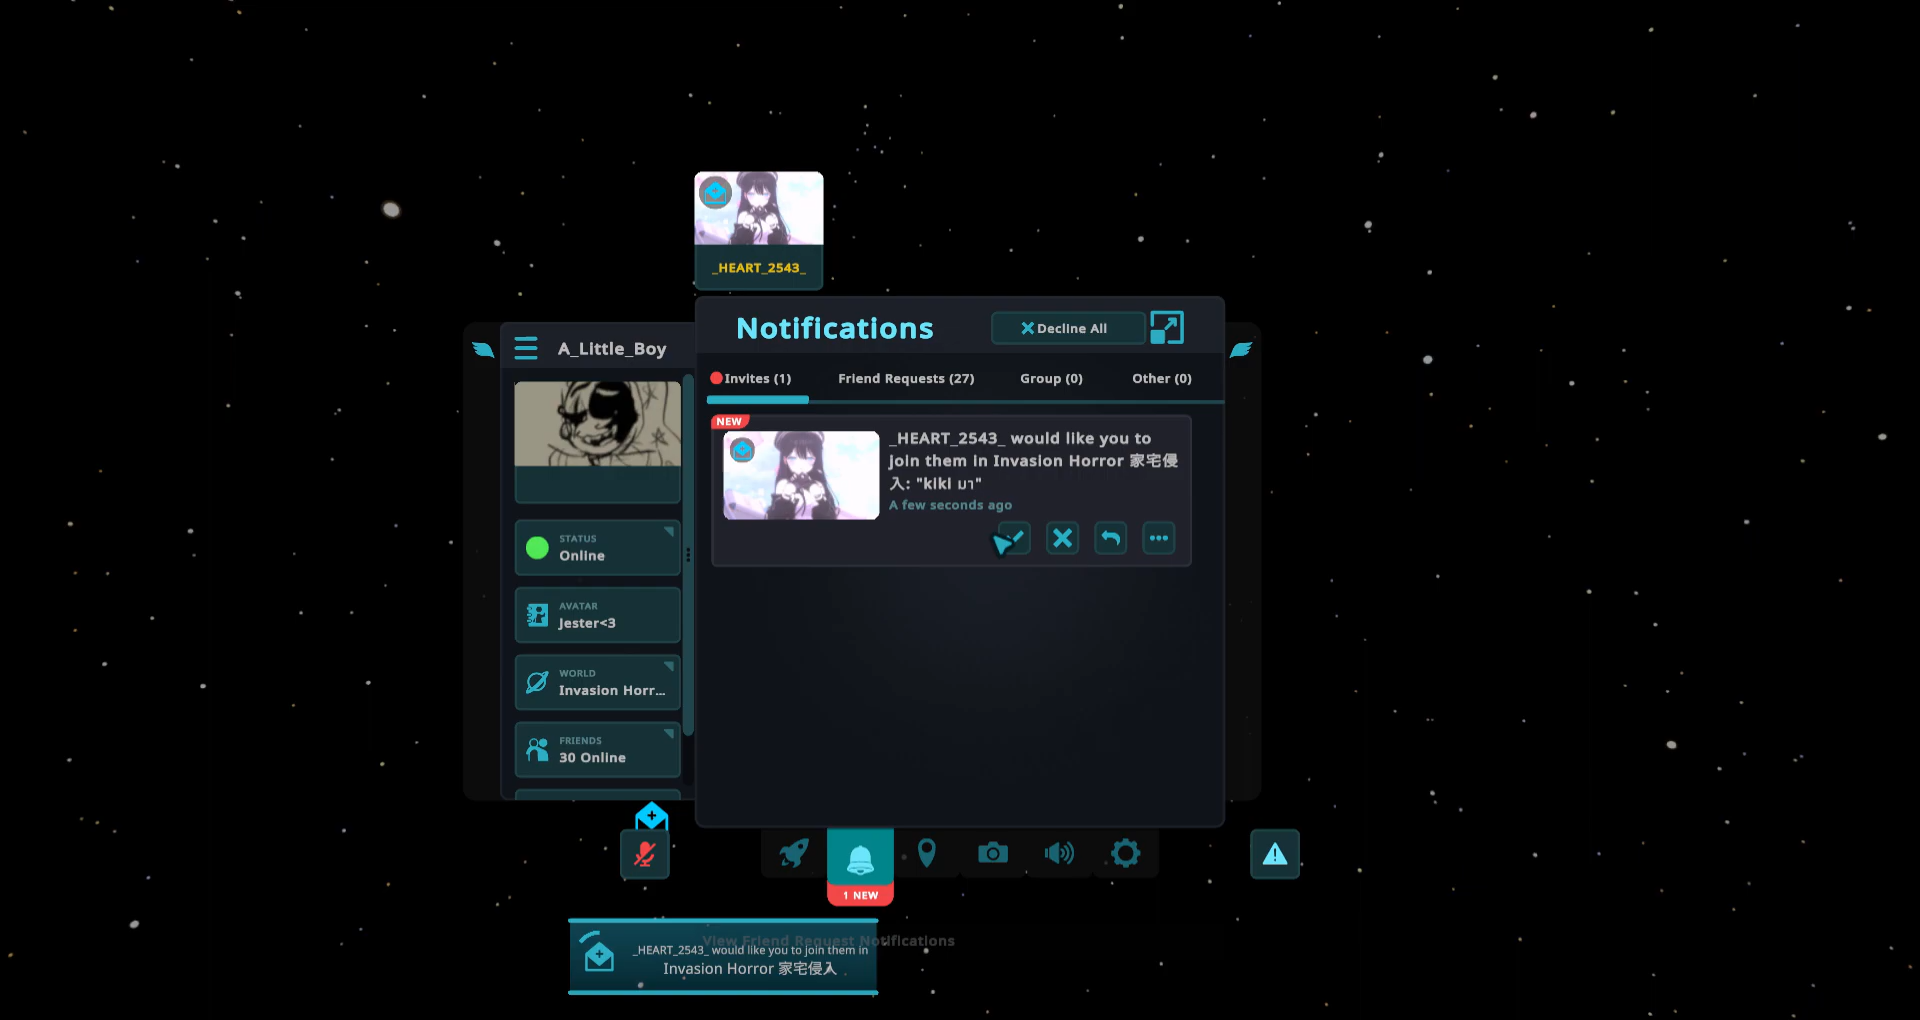 _HEART_2543_
Notifications
Decline All
A_Little_Boy
Invites (1)
Friend Requests (27)
Group (0)
Other (0)
NEW
_HEART_2543_ would like you to
join them in Invasion Horror 家宅侵
入: "kiki มา"
A few seconds ago
STATUS
Online
AVATAR
Jester<3
WORLD
Invasion Horr...
FRIENDS
30 Online
1 NEW
View Friend Request Notifications
_HEART_2543_ would like you to join them in
Invasion Horror 家宅侵入